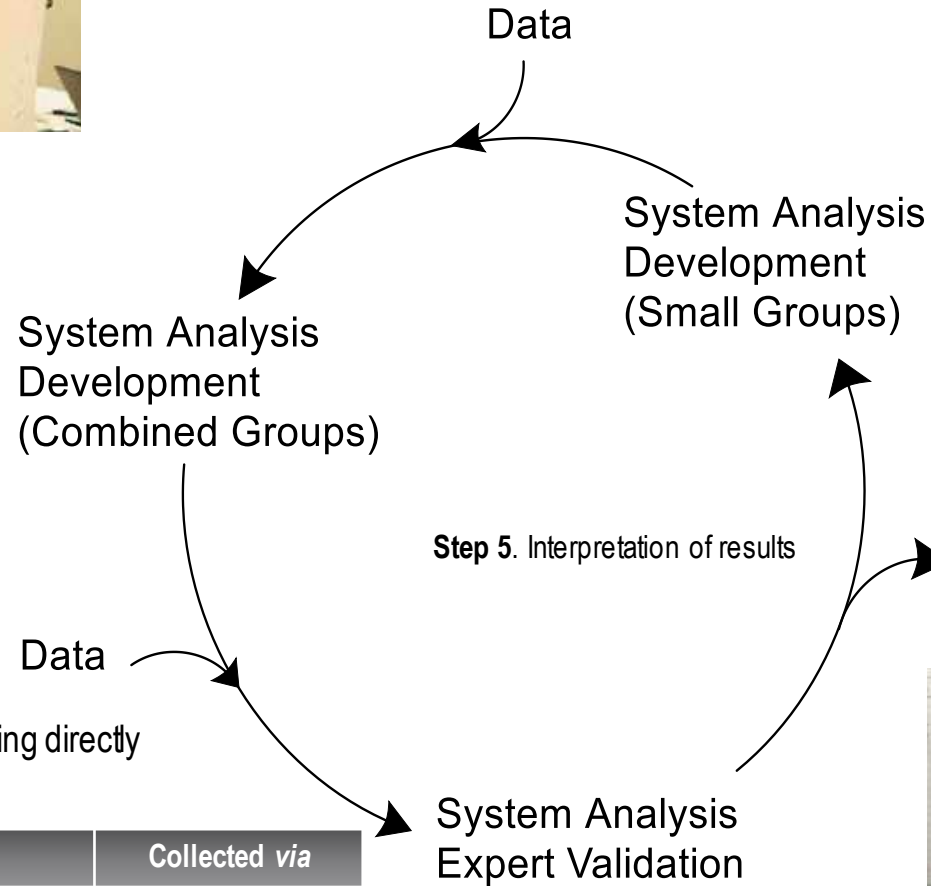 Data
System Analysis
Development
(Small Groups)
System Analysis
Development
(Combined Groups)
Step 5. Interpretation of results
Data
ing directly
Collected via
System Analysis
Expert Validation